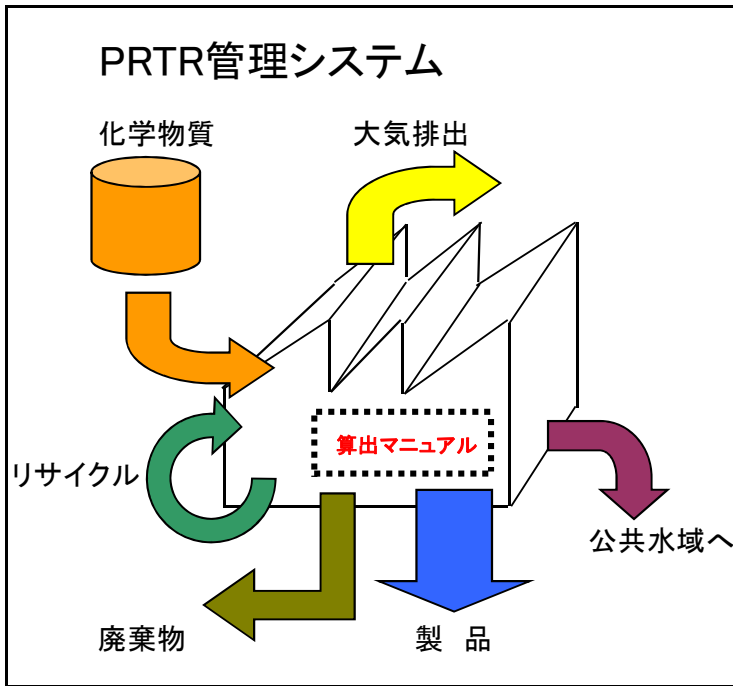 PRTR管理システム
化学物質
大気排出
算出マニュアル
リサイクル
公共水域へ
廃棄物
製　品